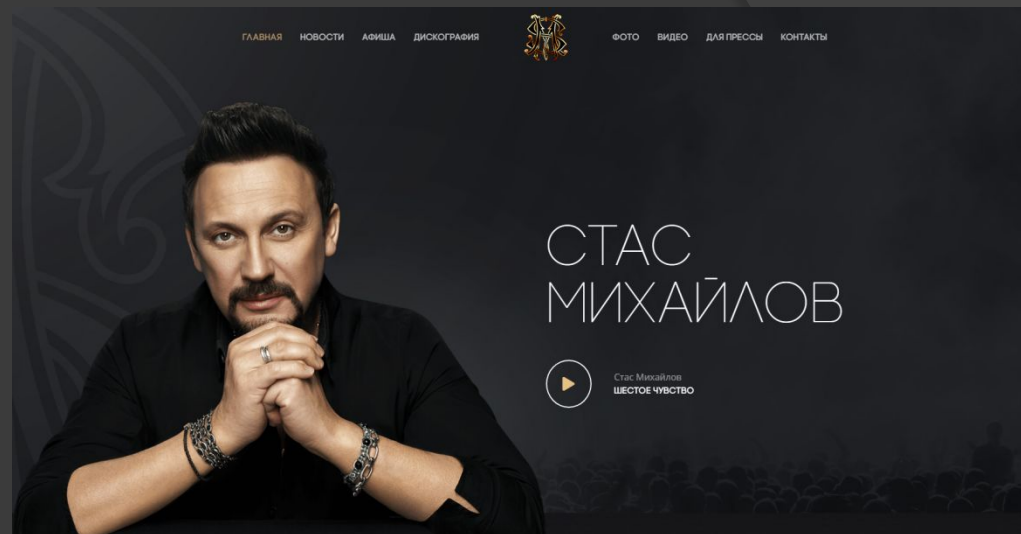 ГЛАВНАЯ НОВОСТИ АФИША ДИСКОГРАФИЯ ФОТО ВИДЕО ДЛЯ ПРЕССЫ КОНТАКТЫ
СТАС
МИХАЙЛОВ
Стас Михайлов
ШЕСТОЕ ЧУВСТВО